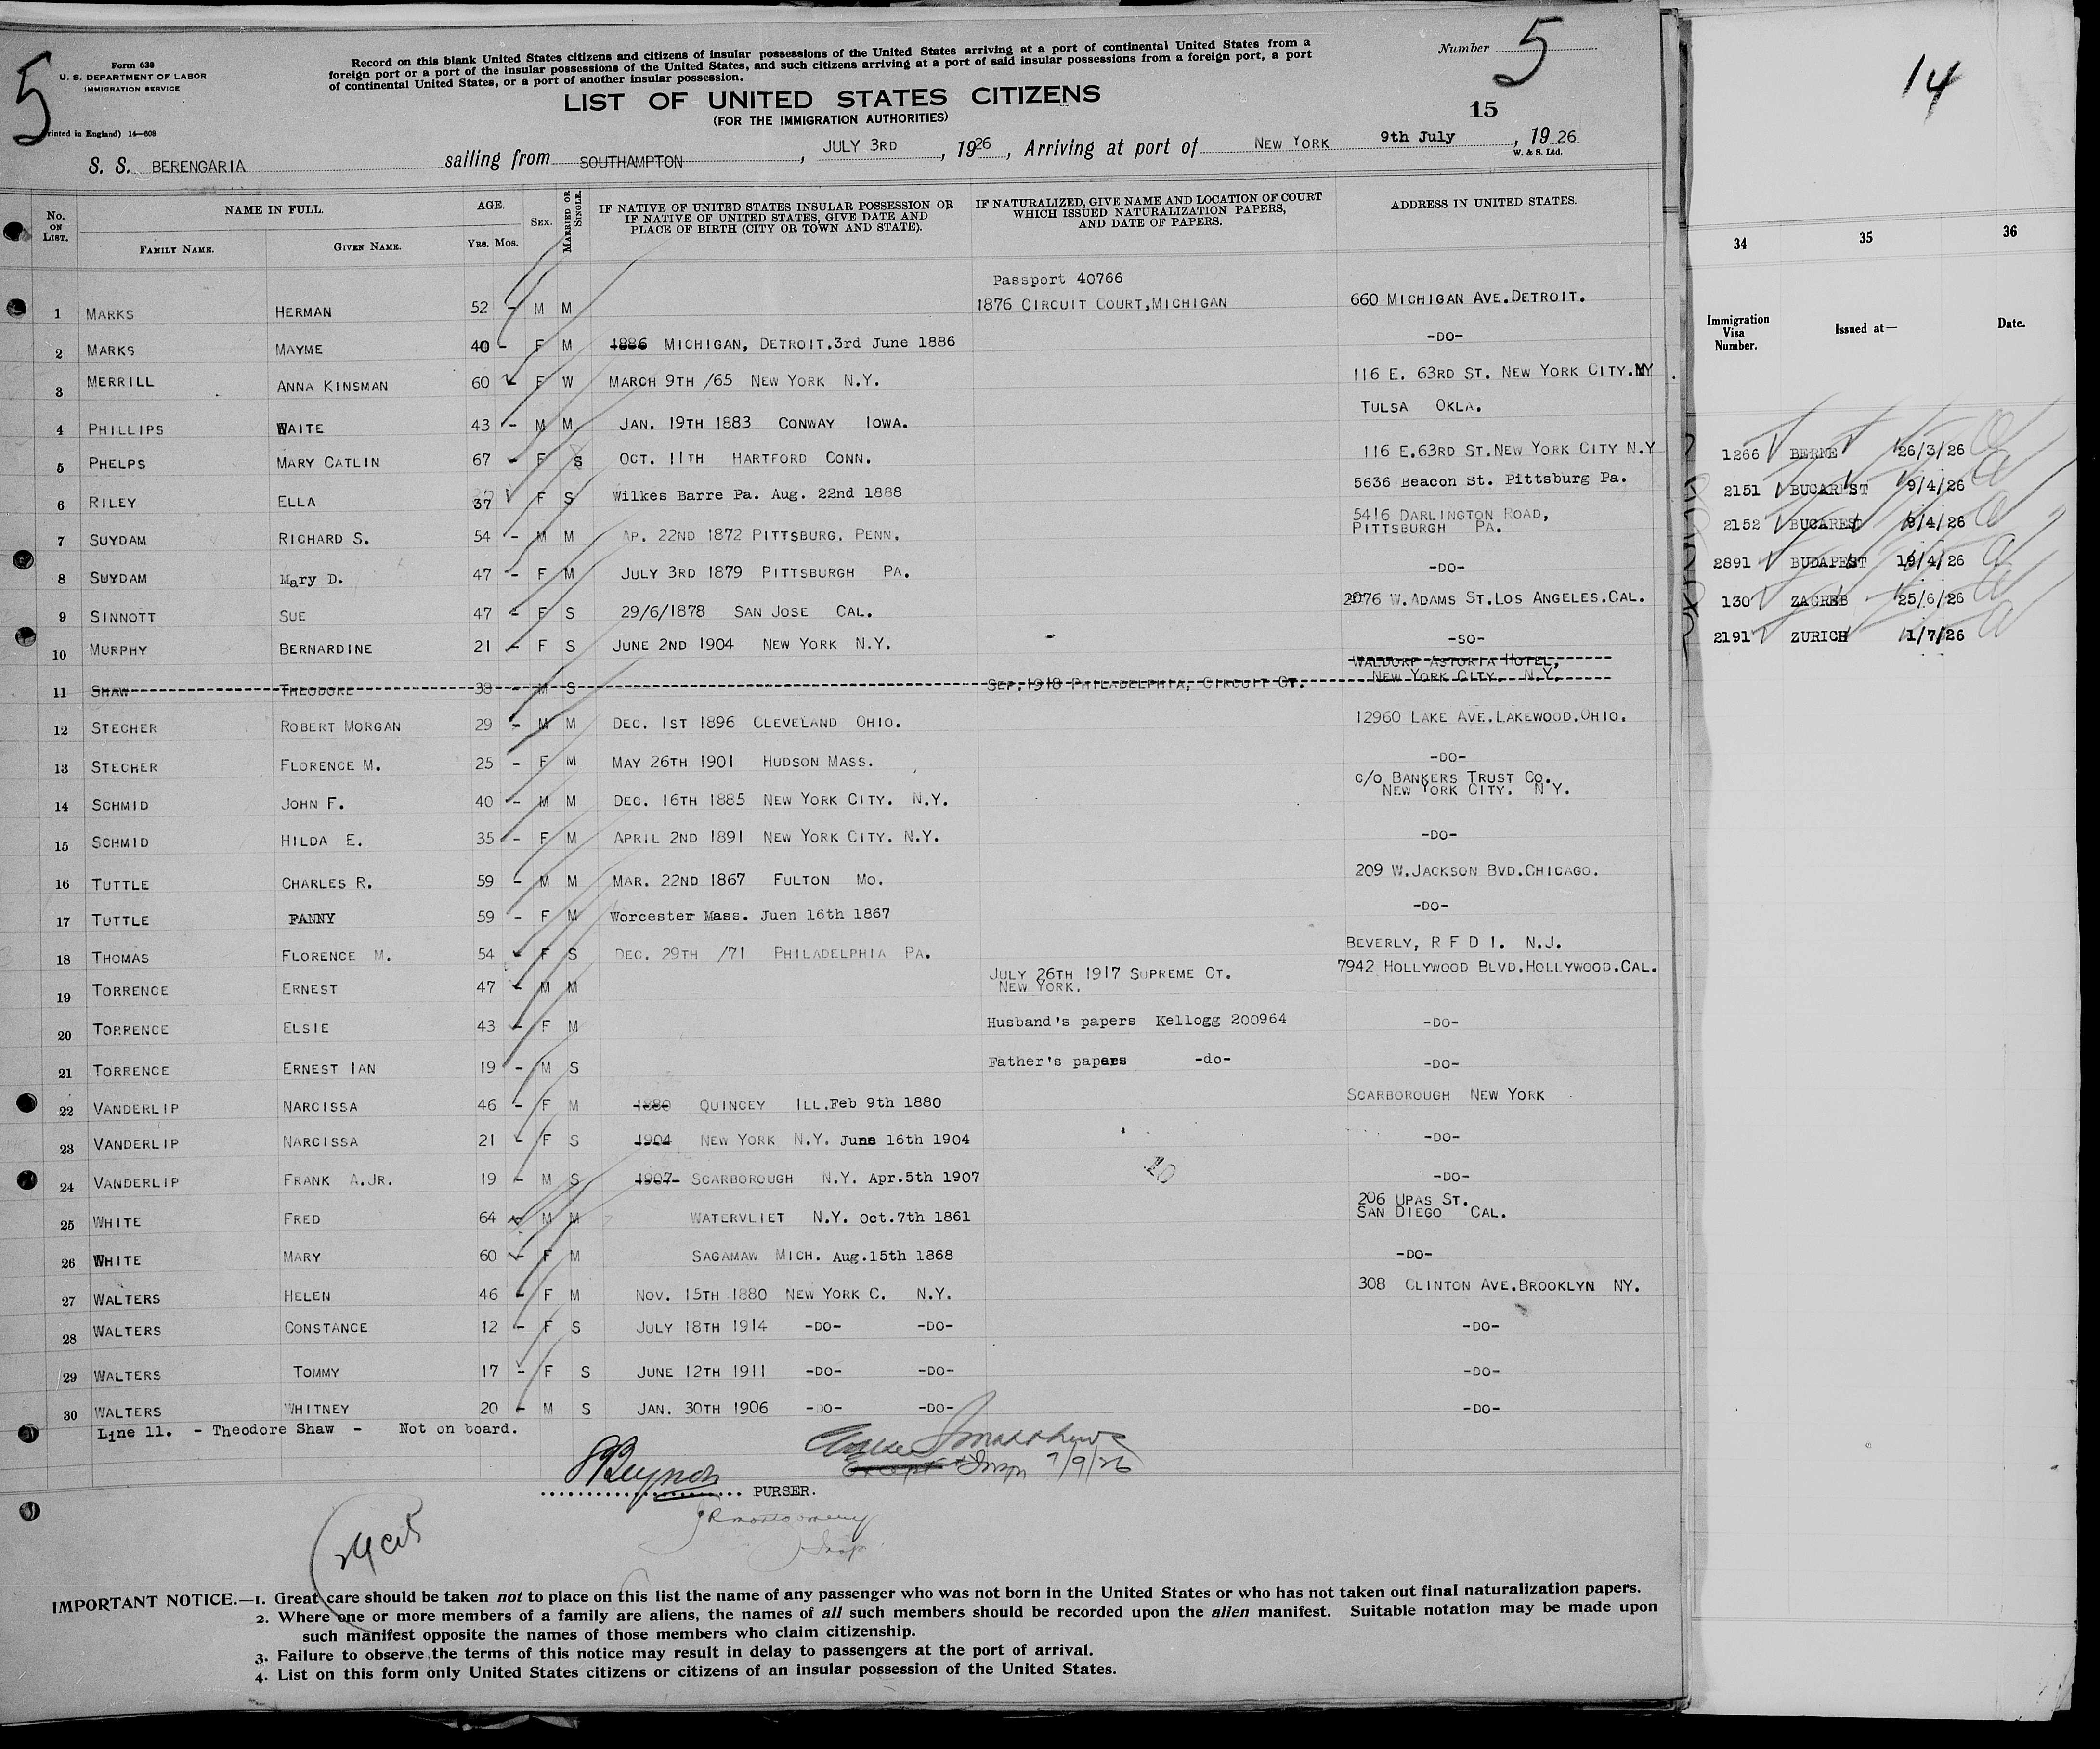 5
Form 630
U. S. DEPARTMENT OF LABOR
IMMIGRATION SERVICE
rinted in England) 14—608
Record on this blank United States citizens and citizens of insular possessions of the United States arriving at a port of continental United States from a
foreign port or a port of the insular possessions of the United States, and such citizens arriving at a port of said insular possessions from a foreign port, a port
of continental United States, or a port of another insular possession.
Number 5
LIST OF UNITED STATES CITIZENS
(FOR THE IMMIGRATION AUTHORITIES)
15
S. S. BERENGARIA sailing from SOUTHAMPTON, JULY 3RD, 1926, Arriving at port of NEW YORK 9th July, 1926
W. & S. Ltd.
No. ON LIST. NAME IN FULL. AGE. SEX. MARRIED OR SINGLE. IF NATIVE OF UNITED STATES INSULAR POSSESSION OR IF NATIVE OF UNITED STATES, GIVE DATE AND PLACE OF BIRTH (CITY OR TOWN AND STATE). IF NATURALIZED, GIVE NAME AND LOCATION OF COURT WHICH ISSUED NATURALIZATION PAPERS, AND DATE OF PAPERS. ADDRESS IN UNITED STATES.
FAMILY NAME. GIVEN NAME. YRS. MOS.
Passport 40766
1 MARKS HERMAN 52 - M M 1876 CIRCUIT COURT,MICHIGAN 660 MICHIGAN AVE.DETROIT.
2 MARKS MAYME 40 - F M 1886 MICHIGAN, DETROIT.3rd June 1886 -DO-
3 MERRILL ANNA KINSMAN 60 - F W MARCH 9TH /65 NEW YORK N.Y. 116 E. 63RD ST. NEW YORK CITY.NY
4 PHILLIPS WAITE 43 - M M JAN. 19TH 1883 CONWAY IOWA. TULSA OKLA.
5 PHELPS MARY CATLIN 67 - F S OCT. 11TH HARTFORD CONN. 116 E.63RD ST.NEW YORK CITY N.Y
6 RILEY ELLA 37 F S Wilkes Barre Pa. Aug. 22nd 1888 5636 Beacon St. Pittsburg Pa.
7 SUYDAM RICHARD S. 54 - M M AP. 22ND 1872 PITTSBURG. PENN. 5416 DARLINGTON ROAD,
PITTSBURGH PA.
8 SUYDAM Mary D. 47 - F M JULY 3RD 1879 PITTSBURGH PA. -DO-
9 SINNOTT SUE 47 - F S 29/6/1878 SAN JOSE CAL. 2076 W.ADAMS ST.LOS ANGELES.CAL.
10 MURPHY BERNARDINE 21 - F S JUNE 2ND 1904 NEW YORK N.Y. -SO-
11 SHAW THEODORE 38 - M S SEP.1918 PHILADELPHIA, CIRCUIT CT. WALDORF ASTORIA HOTEL,
NEW YORK CITY. N.Y.
12 STECHER ROBERT MORGAN 29 - M M DEC. 1ST 1896 CLEVELAND OHIO. 12960 LAKE AVE.LAKEWOOD.OHIO.
13 STECHER FLORENCE M. 25 - F M MAY 26TH 1901 HUDSON MASS. -DO-
14 SCHMID JOHN F. 40 - M M DEC. 16TH 1885 NEW YORK CITY. N.Y. C/O BANKERS TRUST CO.
NEW YORK CITY. N.Y.
15 SCHMID HILDA E. 35 - F M APRIL 2ND 1891 NEW YORK CITY. N.Y. -DO-
16 TUTTLE CHARLES R. 59 - M M MAR. 22ND 1867 FULTON MO. 209 W.JACKSON BVD.CHICAGO.
17 TUTTLE FANNY 59 - F M Worcester Mass. Juen 16th 1867 -DO-
18 THOMAS FLORENCE M. 54 - F S DEC. 29TH /71 PHILADELPHIA PA. BEVERLY, R F D 1. N.J.
19 TORRENCE ERNEST 47 - M M JULY 26TH 1917 SUPREME CT.
NEW YORK. 7942 HOLLYWOOD BLVD.HOLLYWOOD.CAL.
20 TORRENCE ELSIE 43 - F M Husband's papers Kellogg 200964 -DO-
21 TORRENCE ERNEST IAN 19 - M S Father's papers -do- -DO-
22 VANDERLIP NARCISSA 46 - F M 1880 QUINCEY ILL.Feb 9th 1880 SCARBOROUGH NEW YORK
23 VANDERLIP NARCISSA 21 - F S 1904 NEW YORK N.Y. June 16th 1904 -DO-
24 VANDERLIP FRANK A.JR. 19 - M S 1907 SCARBOROUGH N.Y. Apr.5th 1907 -DO-
25 WHITE FRED 64 - M M WATERVLIET N.Y. Oct.7th 1861 206 UPAS ST.
SAN DIEGO CAL.
26 WHITE MARY 60 - F M SAGAMAW MICH. Aug.15th 1868 -DO-
27 WALTERS HELEN 46 - F M NOV. 15TH 1880 NEW YORK C. N.Y. 308 CLINTON AVE.BROOKLYN NY.
28 WALTERS CONSTANCE 12 - F S JULY 18TH 1914 -DO- -DO- -DO-
29 WALTERS TOMMY 17 - F S JUNE 12TH 1911 -DO- -DO- -DO-
30 WALTERS WHITNEY 20 - M S JAN. 30TH 1906 -DO- -DO- -DO-
Line 11. - Theodore Shaw - Not on board.
7/9/26
PURSER.
IMPORTANT NOTICE.—1. Great care should be taken not to place on this list the name of any passenger who was not born in the United States or who has not taken out final naturalization papers.
2. Where one or more members of a family are aliens, the names of all such members should be recorded upon the alien manifest. Suitable notation may be made upon
such manifest opposite the names of those members who claim citizenship.
3. Failure to observe the terms of this notice may result in delay to passengers at the port of arrival.
4. List on this form only United States citizens or citizens of an insular possession of the United States.
14
34 35 36
Immigration Visa Number. Issued at— Date.
1266 BERNE 26/3/26
2151 BUCAREST 9/4/26
2152 BUCAREST 9/4/26
2891 BUDAPEST 19/4/26
130 ZAGREB 25/6/26
2191 ZURICH 1/7/26